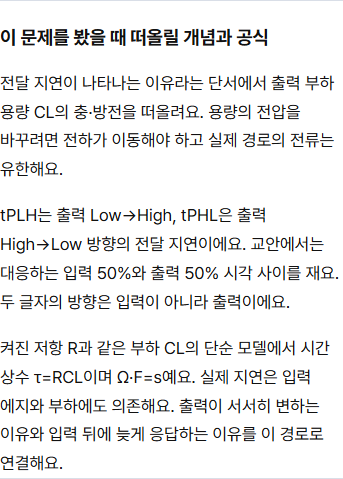 이 문제를 봤을 때 떠올릴 개념과 공식
전달 지연이 나타나는 이유라는 단서에서 출력 부하
용량 CL의 충·방전을 떠올려요. 용량의 전압을
바꾸려면 전하가 이동해야 하고 실제 경로의 전류는
유한해요.
tPLH는 출력 Low→High, tPHL은 출력
High→Low 방향의 전달 지연이에요. 교안에서는
대응하는 입력 50%와 출력 50% 시각 사이를 재요.
두 글자의 방향은 입력이 아니라 출력이에요.
켜진 저항 R과 같은 부하 CL의 단순 모델에서 시간
상수 τ=RCL이며 Ω·F=s예요. 실제 지연은 입력
에지와 부하에도 의존해요. 출력이 서서히 변하는
이유와 입력 뒤에 늦게 응답하는 이유를 이 경로로
연결해요.